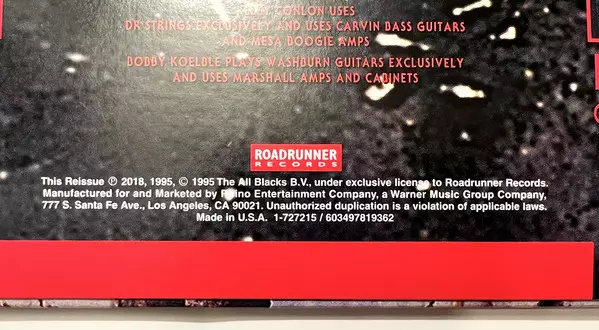 CONLON USES
DR STRINGS EXCLUSIVELY AND USES CARVIN BASS GUITARS
AND MESA BOOGIE AMPS
BOBBY KOELBLE PLAYS WASHBURN GUITARS EXCLUSIVELY
AND USES MARSHALL AMPS AND CABINETS
ROADRUNNER
RECORDS
This Reissue ℗ 2018, 1995, © 1995 The All Blacks B.V., under exclusive license to Roadrunner Records.
Manufactured for and Marketed by Rhino Entertainment Company, a Warner Music Group Company,
777 S. Santa Fe Ave., Los Angeles, CA 90021. Unauthorized duplication is a violation of applicable laws.
Made in U.S.A. 1-727215 / 603497819362